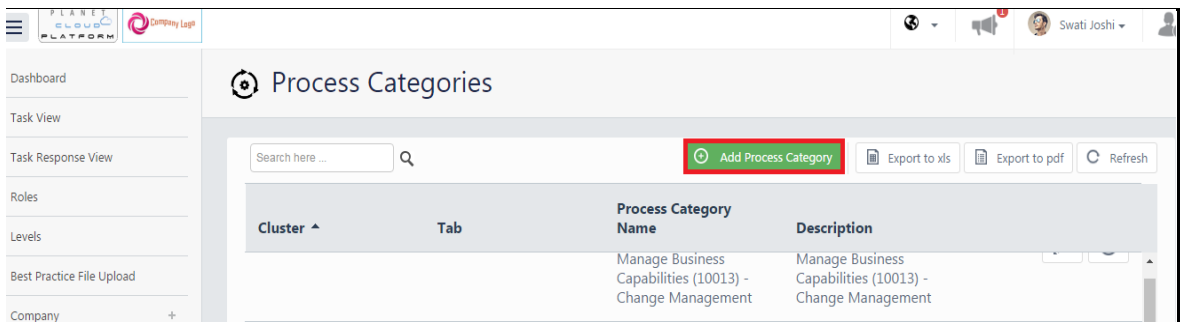 PLANET
CLOUD
PLATFORM
Company Logo
1
Swati Joshi
Dashboard
Process Categories
Task View
Task Response View
Search here ...
Add Process Category
Export to xls
Export to pdf
Refresh
Roles
Levels
Cluster
Tab
Process Category
Name
Description
Best Practice File Upload
Manage Business
Capabilities (10013) -
Change Management
Manage Business
Capabilities (10013) -
Change Management
Company +